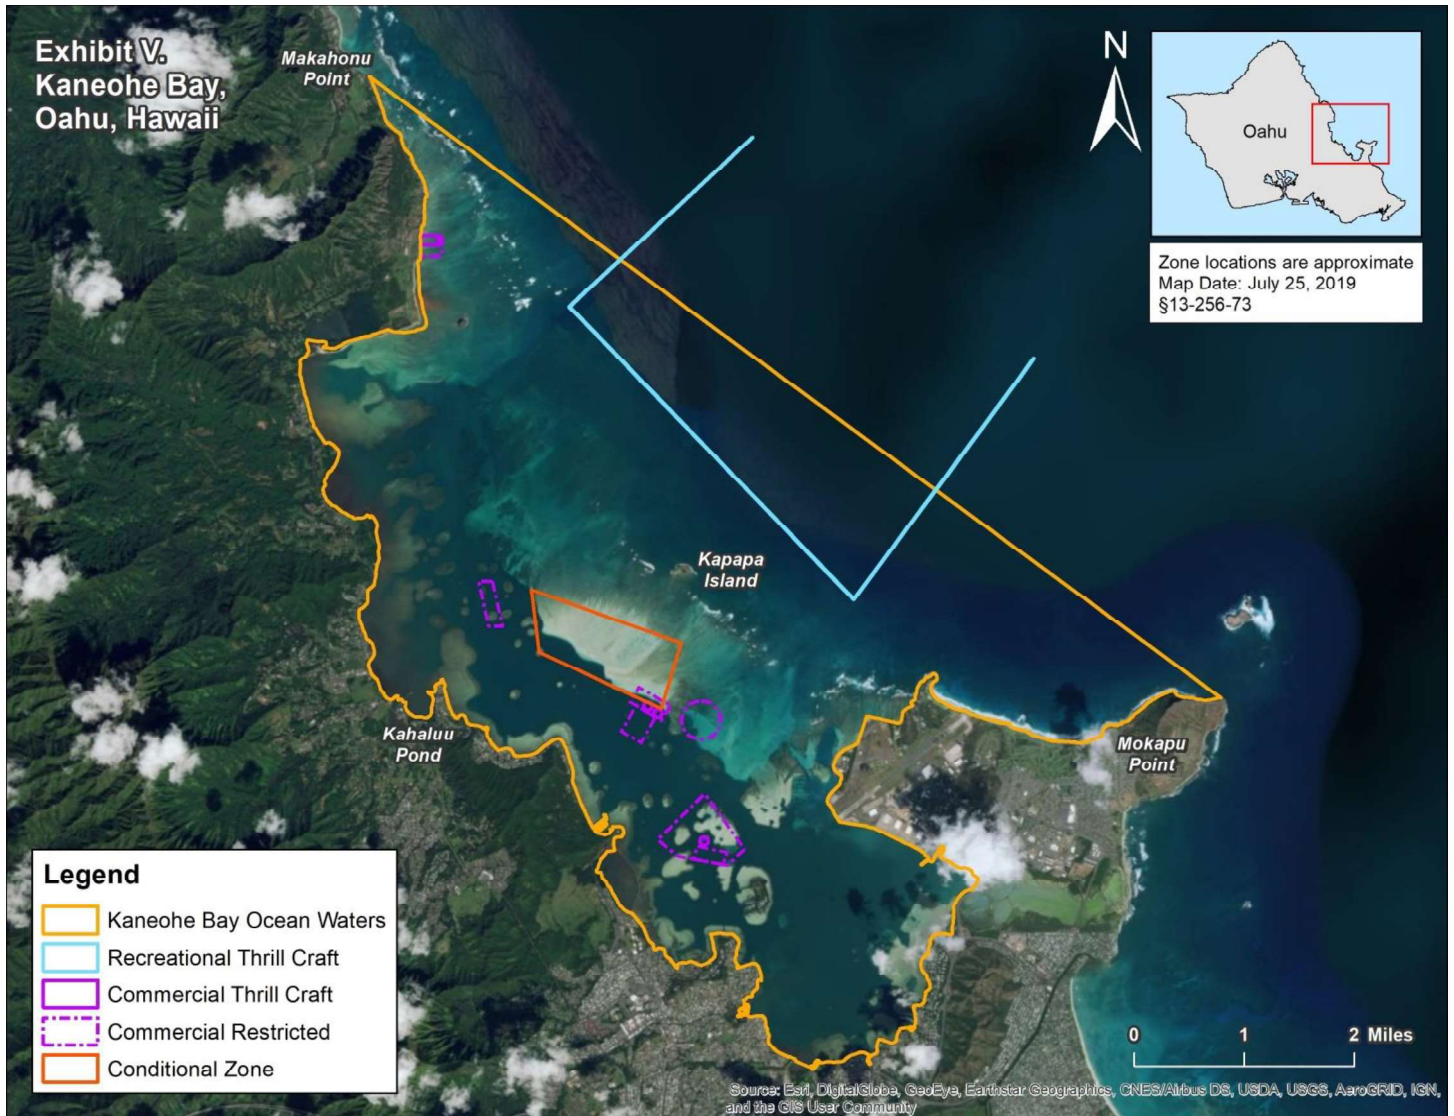 Exhibit V.
Kaneohe Bay,
Oahu, Hawaii
Makahonu
Point
N
Oahu
Zone locations are approximate
Map Date: July 25, 2019
§13-256-73
Kapapa
Island
Kahaluu
Pond
Mokapu
Point
Legend
Kaneohe Bay Ocean Waters
Recreational Thrill Craft
Commercial Thrill Craft
Commercial Restricted
Conditional Zone
0 1 2 Miles
Source: Esri, DigitalGlobe, GeoEye, Earthstar Geographics, CNES/Airbus DS, USDA, USGS, AeroGRID, IGN,
and the GIS User Community